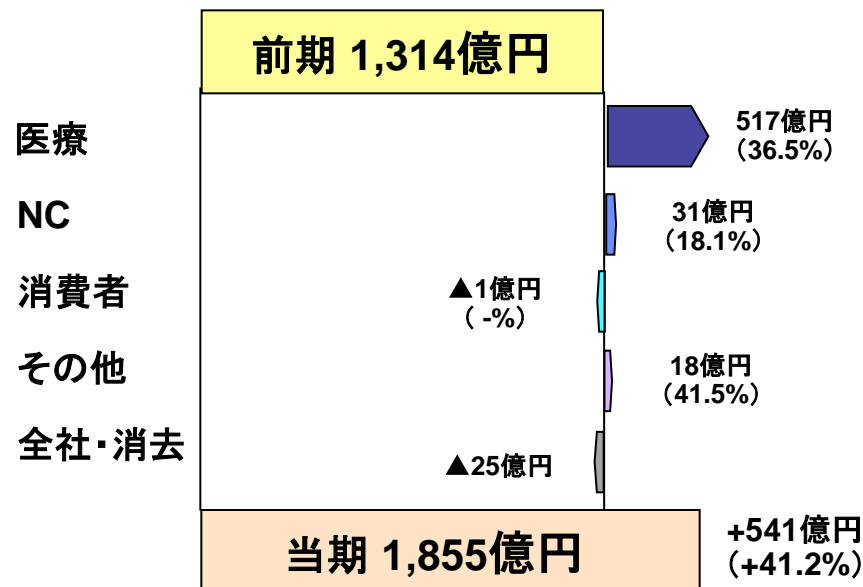 前期 1,314億円
医療
517億円
（36.5%）
NC
31億円
（18.1%）
消費者
▲1億円
（ -%）
その他
18億円
（41.5%）
全社・消去
▲25億円
当期 1,855億円
+541億円
（+41.2%）